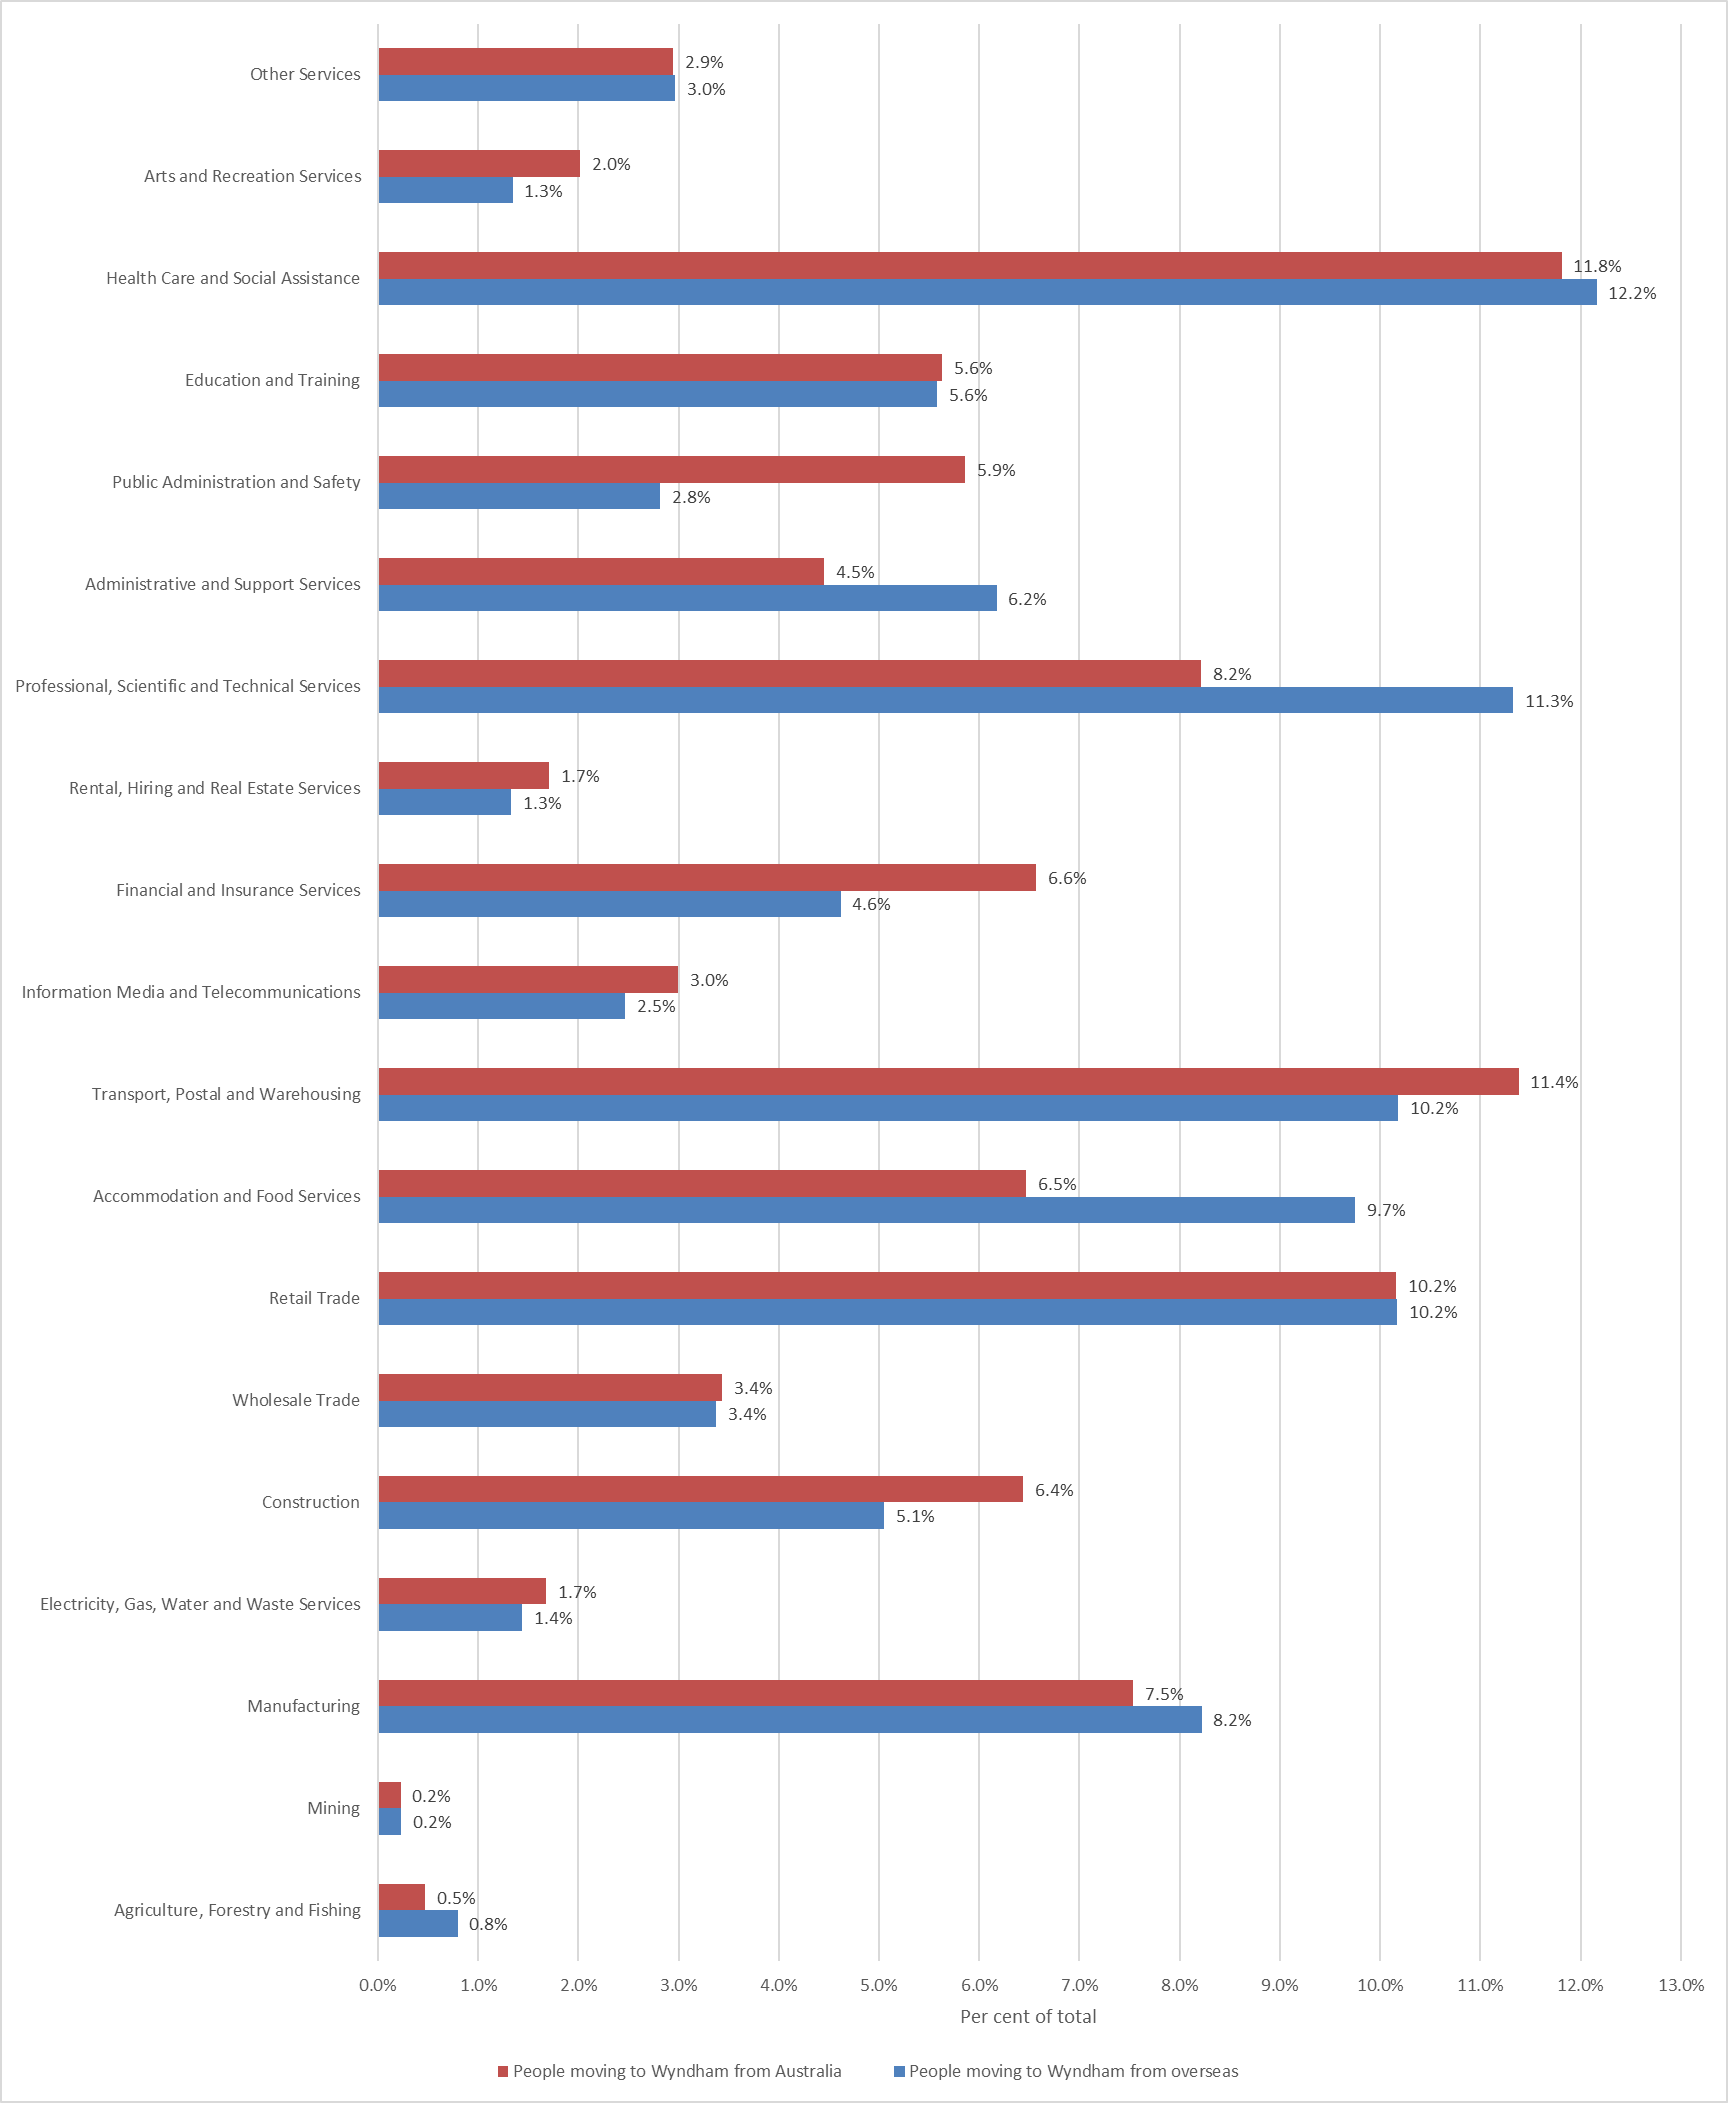 Other Services
2.9%
3.0%
Arts and Recreation Services
2.0%
1.3%
Health Care and Social Assistance
11.8%
12.2%
Education and Training
5.6%
5.6%
Public Administration and Safety
5.9%
2.8%
Administrative and Support Services
4.5%
6.2%
Professional, Scientific and Technical Services
8.2%
11.3%
Rental, Hiring and Real Estate Services
1.7%
1.3%
Financial and Insurance Services
6.6%
4.6%
Information Media and Telecommunications
3.0%
2.5%
Transport, Postal and Warehousing
11.4%
10.2%
Accommodation and Food Services
6.5%
9.7%
Retail Trade
10.2%
10.2%
Wholesale Trade
3.4%
3.4%
Construction
6.4%
5.1%
Electricity, Gas, Water and Waste Services
1.7%
1.4%
Manufacturing
7.5%
8.2%
Mining
0.2%
0.2%
Agriculture, Forestry and Fishing
0.5%
0.8%
0.0% 1.0% 2.0% 3.0% 4.0% 5.0% 6.0% 7.0% 8.0% 9.0% 10.0% 11.0% 12.0% 13.0%
Per cent of total
People moving to Wyndham from Australia People moving to Wyndham from overseas